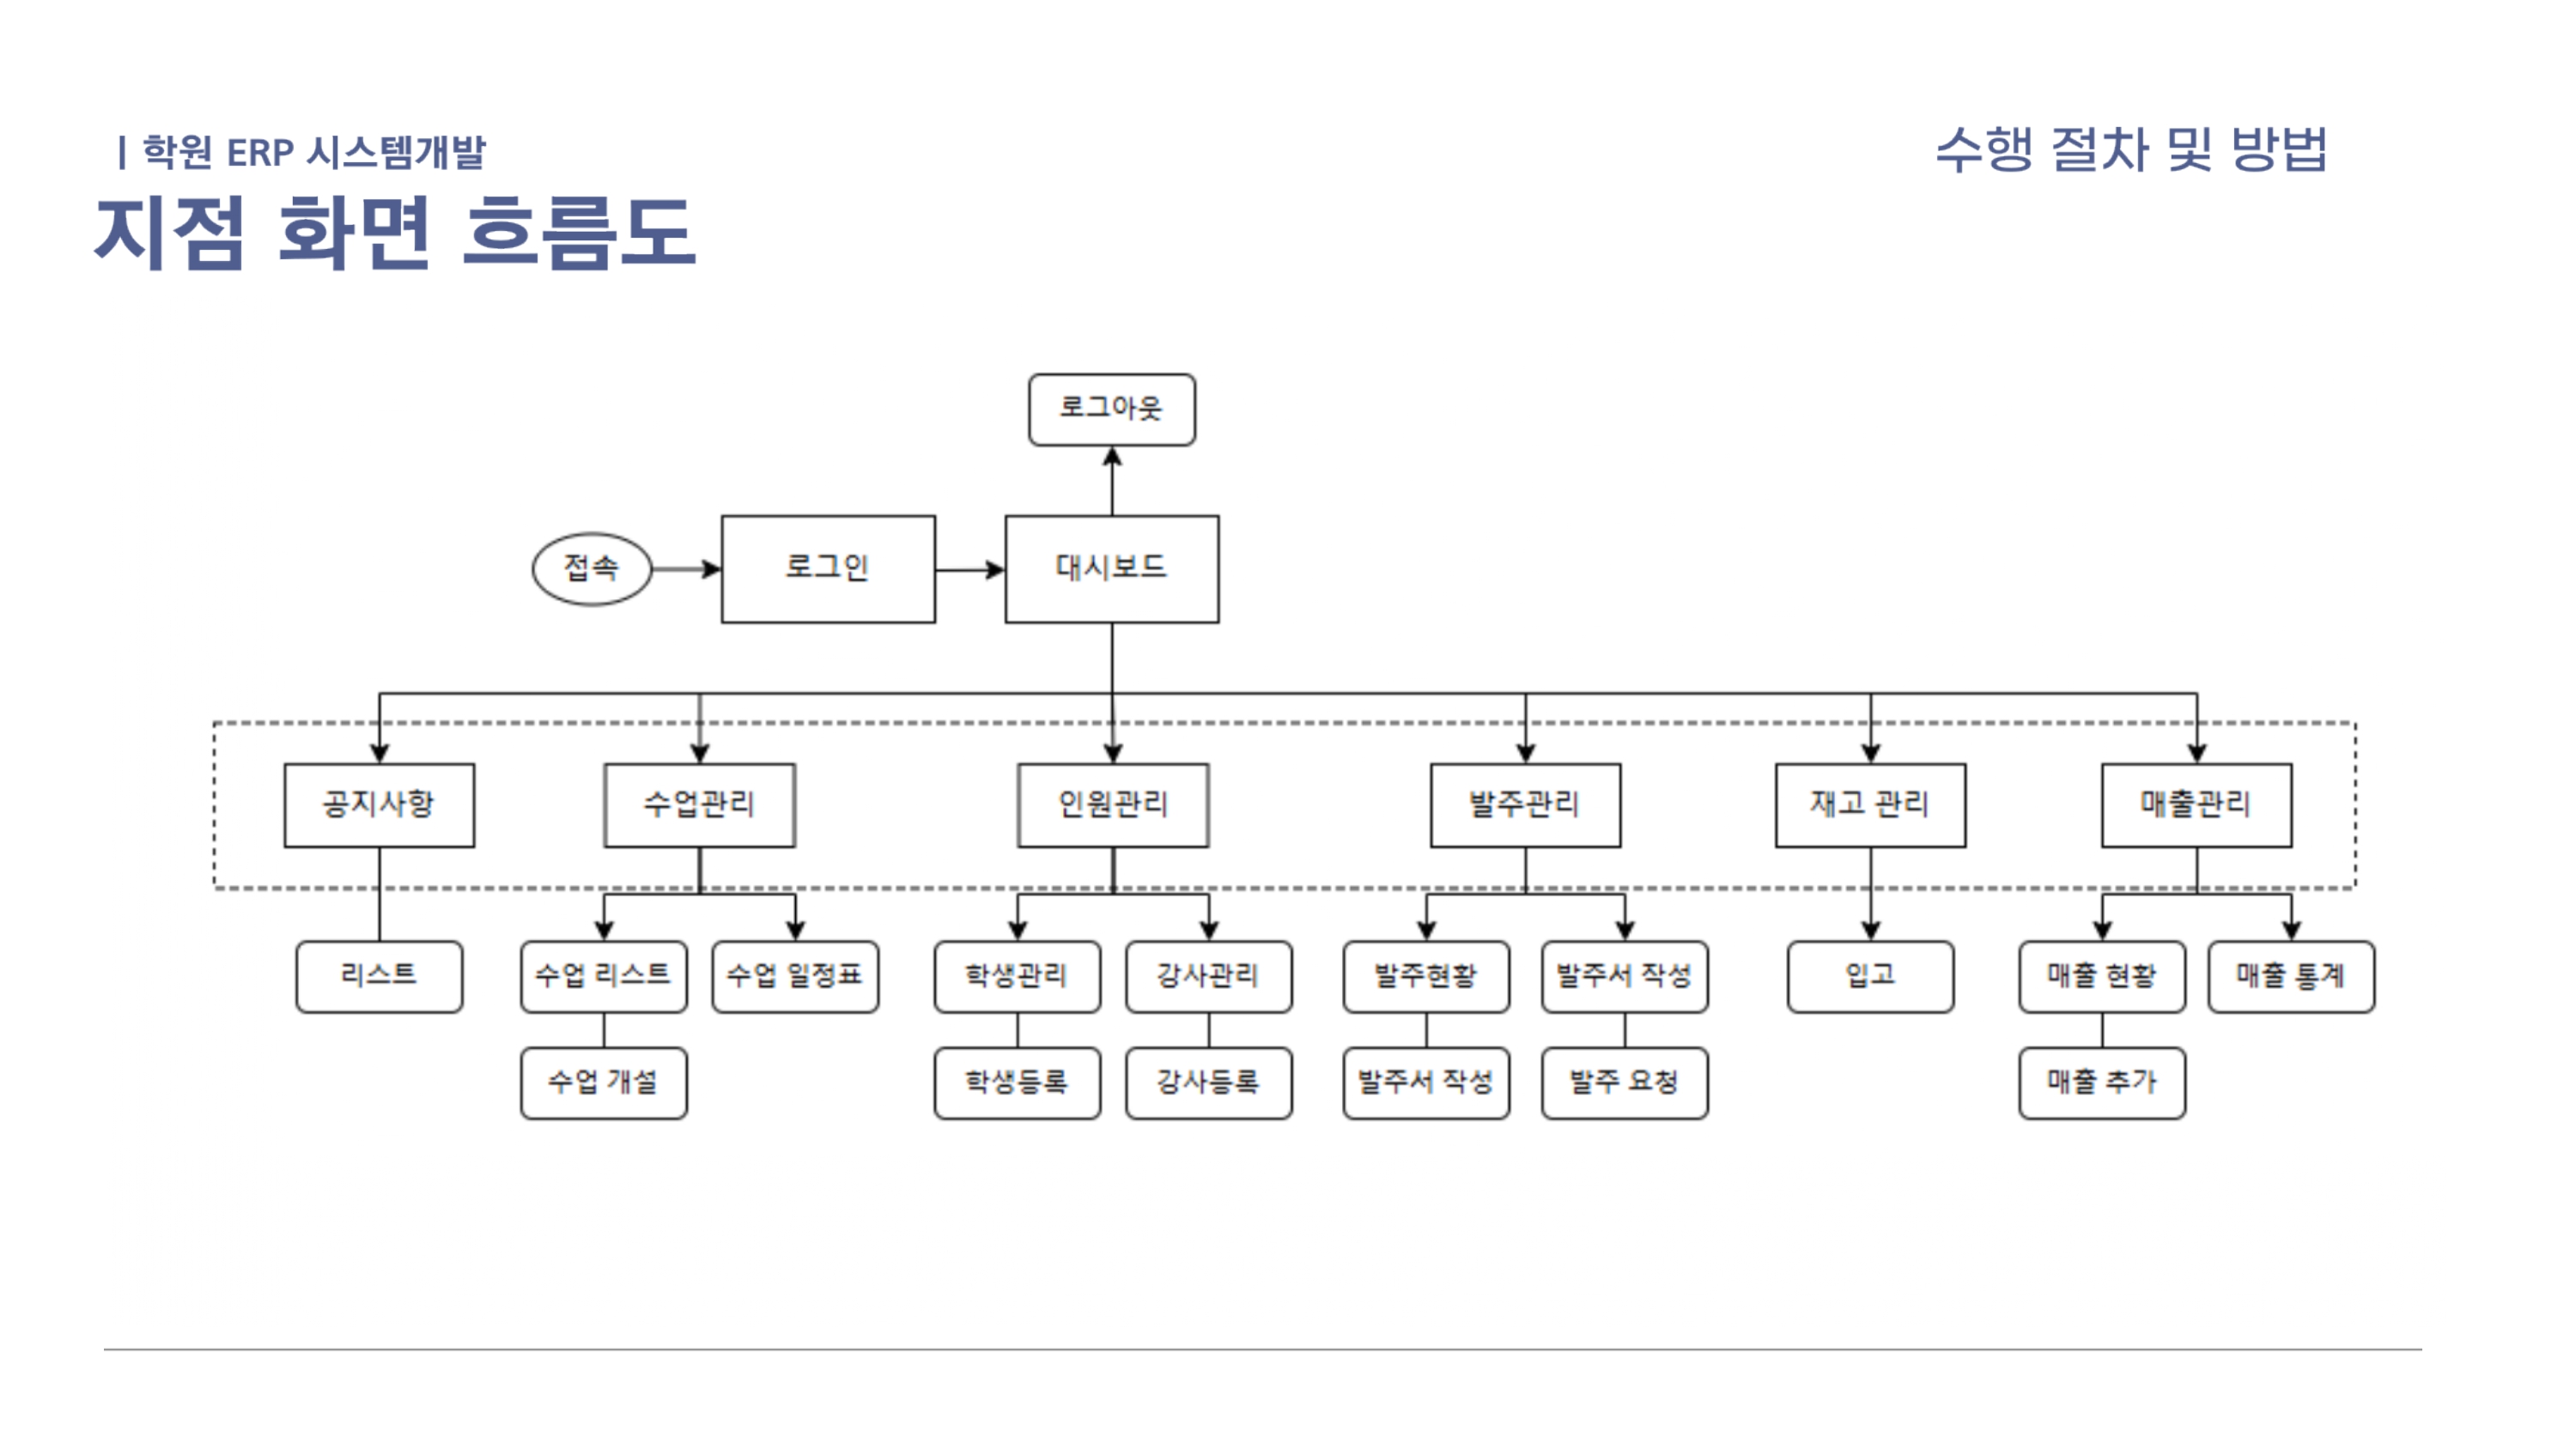 | 학원 ERP 시스템개발
수행 절차 및 방법
지점 화면 흐름도
로그아웃
접속
로그인
대시보드
공지사항
수업관리
인원관리
발주관리
재고 관리
매출관리
리스트
수업 리스트
수업 일정표
학생관리
강사관리
발주현황
발주서 작성
입고
매출 현황
매출 통계
수업 개설
학생등록
강사등록
발주서 작성
발주 요청
매출 추가